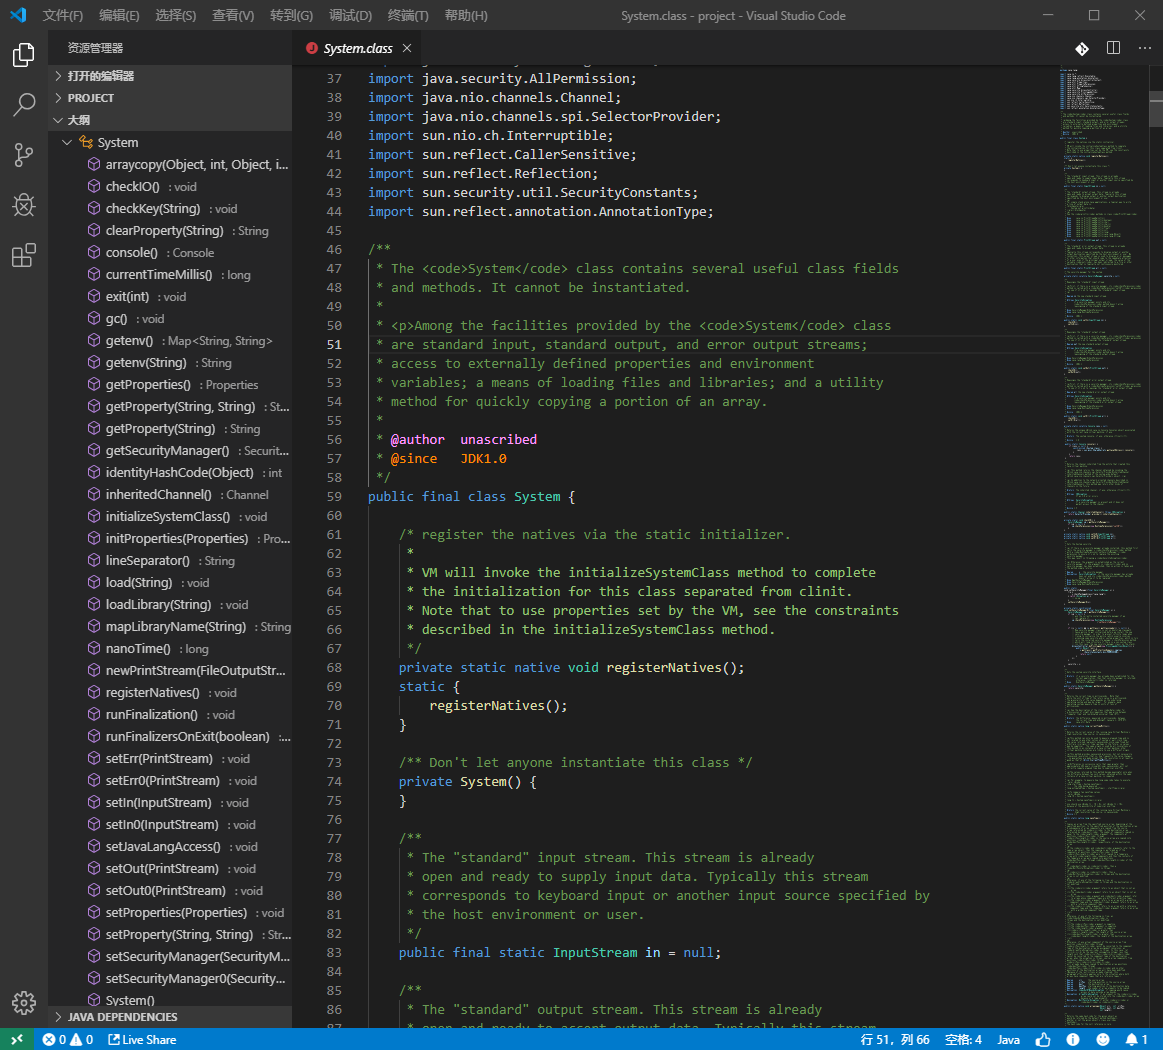 文件(F) 编辑(E) 选择(S) 查看(V) 转到(G) 调试(D) 终端(T) 帮助(H) System.class - project - Visual Studio Code
资源管理器
打开的编辑器
PROJECT
大纲
System
arraycopy(Object, int, Object, i...
checkIO() : void
checkKey(String) : void
clearProperty(String) : String
console() : Console
currentTimeMillis() : long
exit(int) : void
gc() : void
getenv() : Map<String, String>
getenv(String) : String
getProperties() : Properties
getProperty(String, String) : St...
getProperty(String) : String
getSecurityManager() : Securit...
identityHashCode(Object) : int
inheritedChannel() : Channel
initializeSystemClass() : void
initProperties(Properties) : Pro...
lineSeparator() : String
load(String) : void
loadLibrary(String) : void
mapLibraryName(String) : String
nanoTime() : long
newPrintStream(FileOutputStr...
registerNatives() : void
runFinalization() : void
runFinalizersOnExit(boolean) :...
setErr(PrintStream) : void
setErr0(PrintStream) : void
setIn(InputStream) : void
setIn0(InputStream) : void
setJavaLangAccess() : void
setOut(PrintStream) : void
setOut0(PrintStream) : void
setProperties(Properties) : void
setProperty(String, String) : Str...
setSecurityManager(SecurityM...
setSecurityManager0(Security...
System()
JAVA DEPENDENCIES
System.class
37 import java.security.AllPermission;
38 import java.nio.channels.Channel;
39 import java.nio.channels.spi.SelectorProvider;
40 import sun.nio.ch.Interruptible;
41 import sun.reflect.CallerSensitive;
42 import sun.reflect.Reflection;
43 import sun.security.util.SecurityConstants;
44 import sun.reflect.annotation.AnnotationType;
45
46 /**
47 * The <code>System</code> class contains several useful class fields
48 * and methods. It cannot be instantiated.
49 *
50 * <p>Among the facilities provided by the <code>System</code> class
51 * are standard input, standard output, and error output streams;
52 * access to externally defined properties and environment
53 * variables; a means of loading files and libraries; and a utility
54 * method for quickly copying a portion of an array.
55 *
56 * @author unascribed
57 * @since JDK1.0
58 */
59 public final class System {
60
61 /* register the natives via the static initializer.
62 *
63 * VM will invoke the initializeSystemClass method to complete
64 * the initialization for this class separated from clinit.
65 * Note that to use properties set by the VM, see the constraints
66 * described in the initializeSystemClass method.
67 */
68 private static native void registerNatives();
69 static {
70 registerNatives();
71 }
72
73 /** Don't let anyone instantiate this class */
74 private System() {
75 }
76
77 /**
78 * The "standard" input stream. This stream is already
79 * open and ready to supply input data. Typically this stream
80 * corresponds to keyboard input or another input source specified by
81 * the host environment or user.
82 */
83 public final static InputStream in = null;
84
85 /**
86 * The "standard" output stream. This stream is already
87 * open and ready to accept output data. Typically this stream
0 0 Live Share 行 51，列 66 空格: 4 Java 1